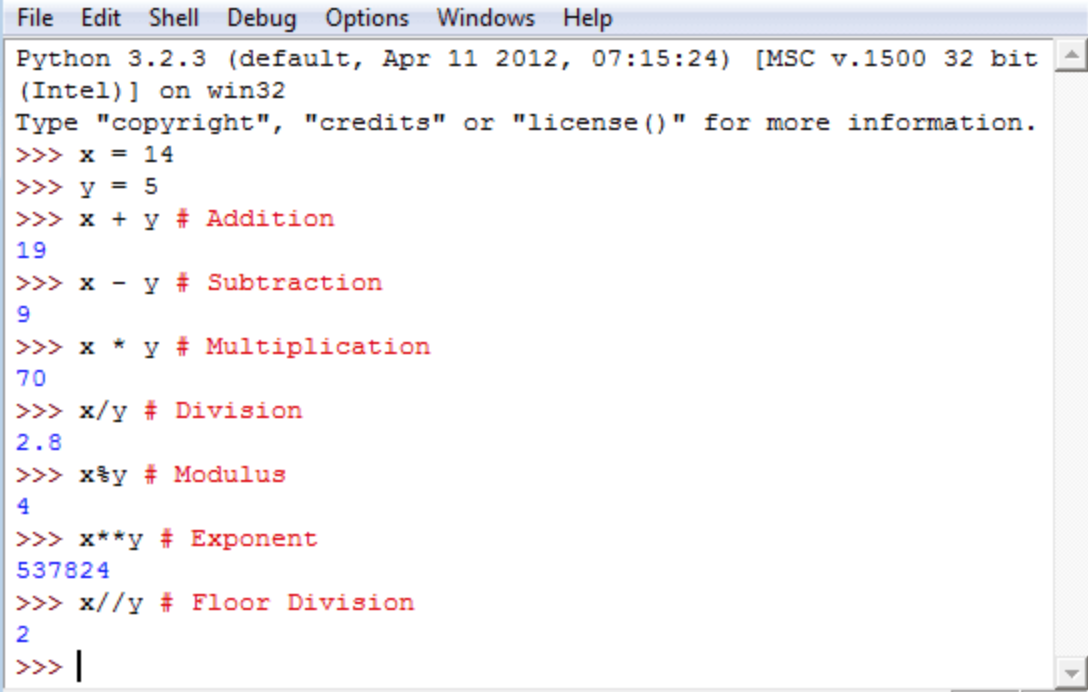 File Edit Shell Debug Options Windows Help
Python 3.2.3 (default, Apr 11 2012, 07:15:24) [MSC v.1500 32 bit
(Intel)] on win32
Type "copyright", "credits" or "license()" for more information.
>>> x = 14
>>> y = 5
>>> x + y # Addition
19
>>> x - y # Subtraction
9
>>> x * y # Multiplication
70
>>> x/y # Division
2.8
>>> x%y # Modulus
4
>>> x**y # Exponent
537824
>>> x//y # Floor Division
2
>>>